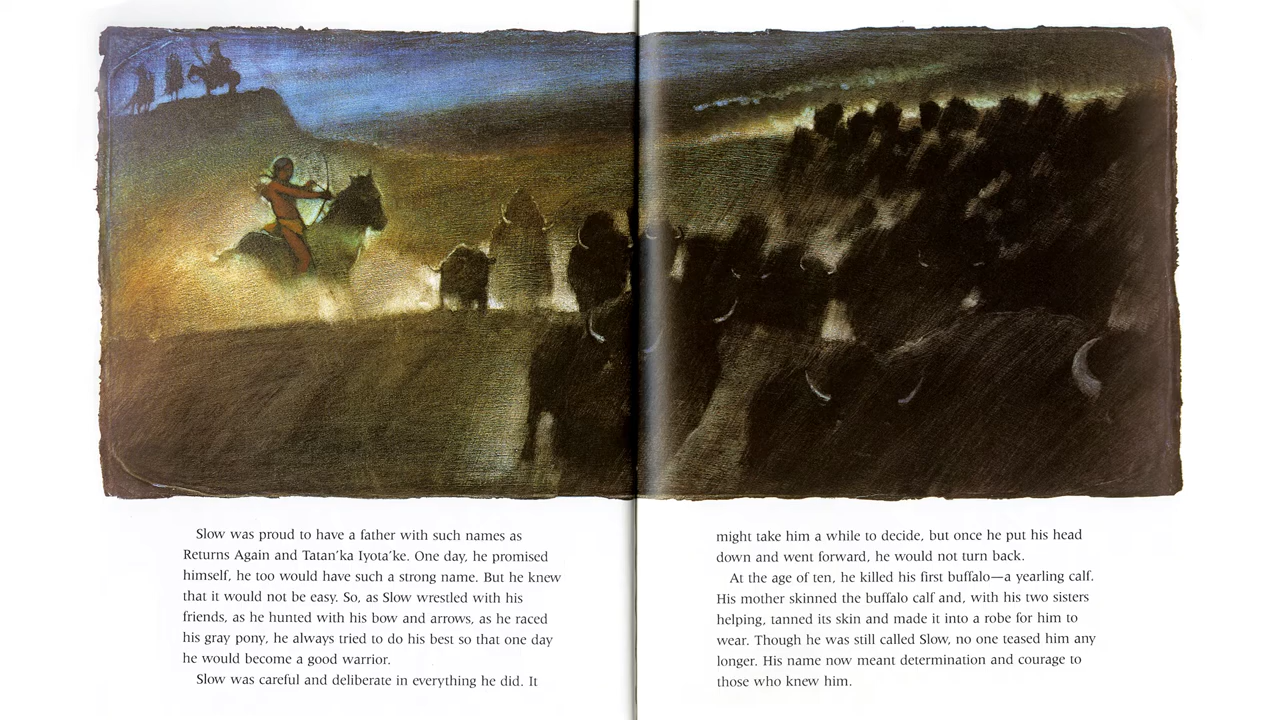 Slow was proud to have a father with such names as
Returns Again and Tatan'ka Iyota'ke. One day, he promised
himself, he too would have such a strong name. But he knew
that it would not be easy. So, as Slow wrestled with his
friends, as he hunted with his bow and arrows, as he raced
his gray pony, he always tried to do his best so that one day
he would become a good warrior.
Slow was careful and deliberate in everything he did. It
might take him a while to decide, but once he put his head
down and went forward, he would not turn back.
At the age of ten, he killed his first buffalo—a yearling calf.
His mother skinned the buffalo calf and, with his two sisters
helping, tanned its skin and made it into a robe for him to
wear. Though he was still called Slow, no one teased him any
longer. His name now meant determination and courage to
those who knew him.